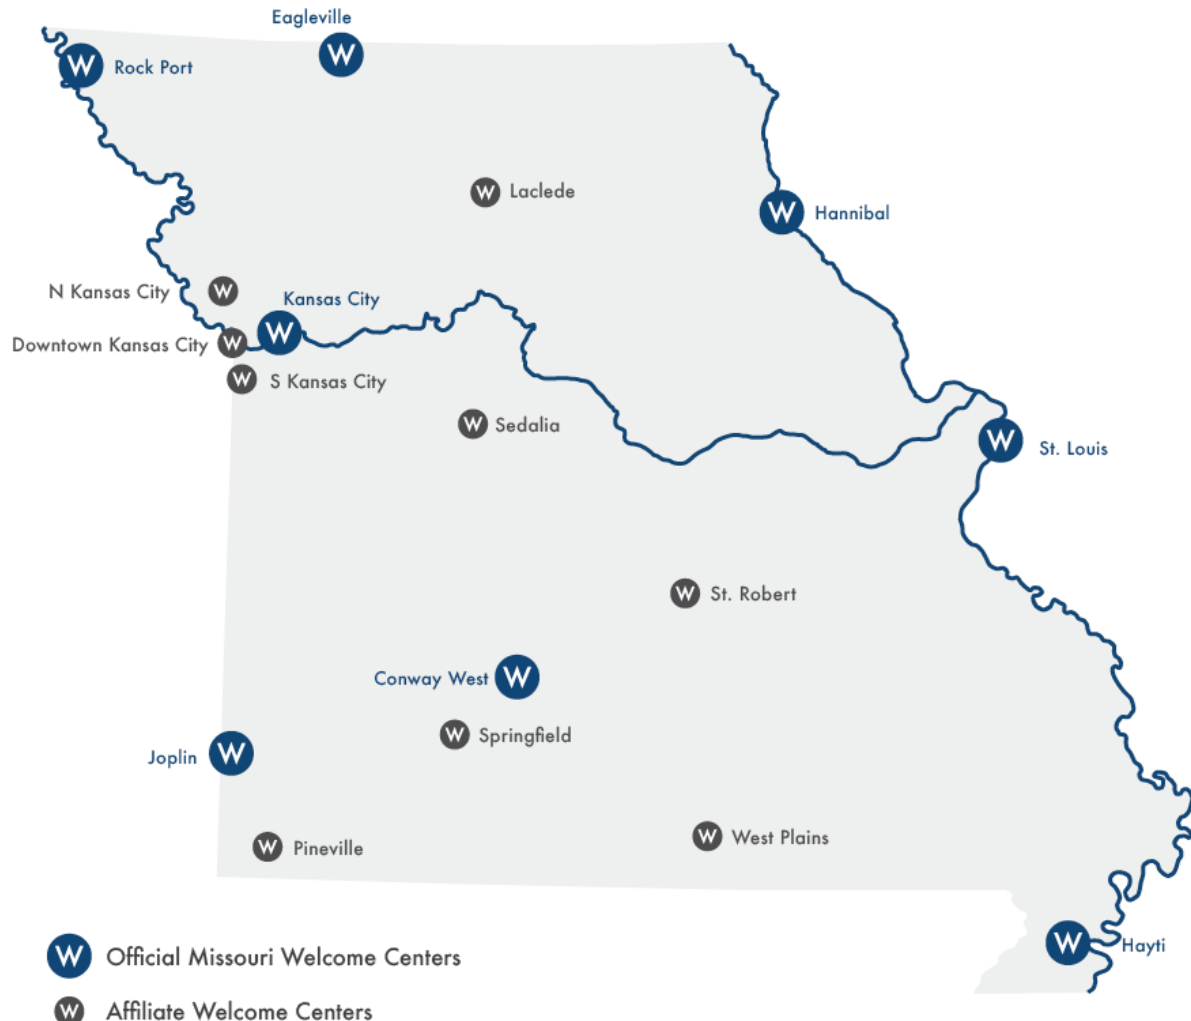 Eagleville
W
W
Rock Port
W
Laclede
W
Hannibal
N Kansas City
W
Kansas City
W
Downtown Kansas City
W
W
S Kansas City
W
Sedalia
W
St. Louis
W
St. Robert
Conway West
W
W
Springfield
Joplin
W
W
Pineville
W
West Plains
W
Hayti
W
Official Missouri Welcome Centers
W
Affiliate Welcome Centers